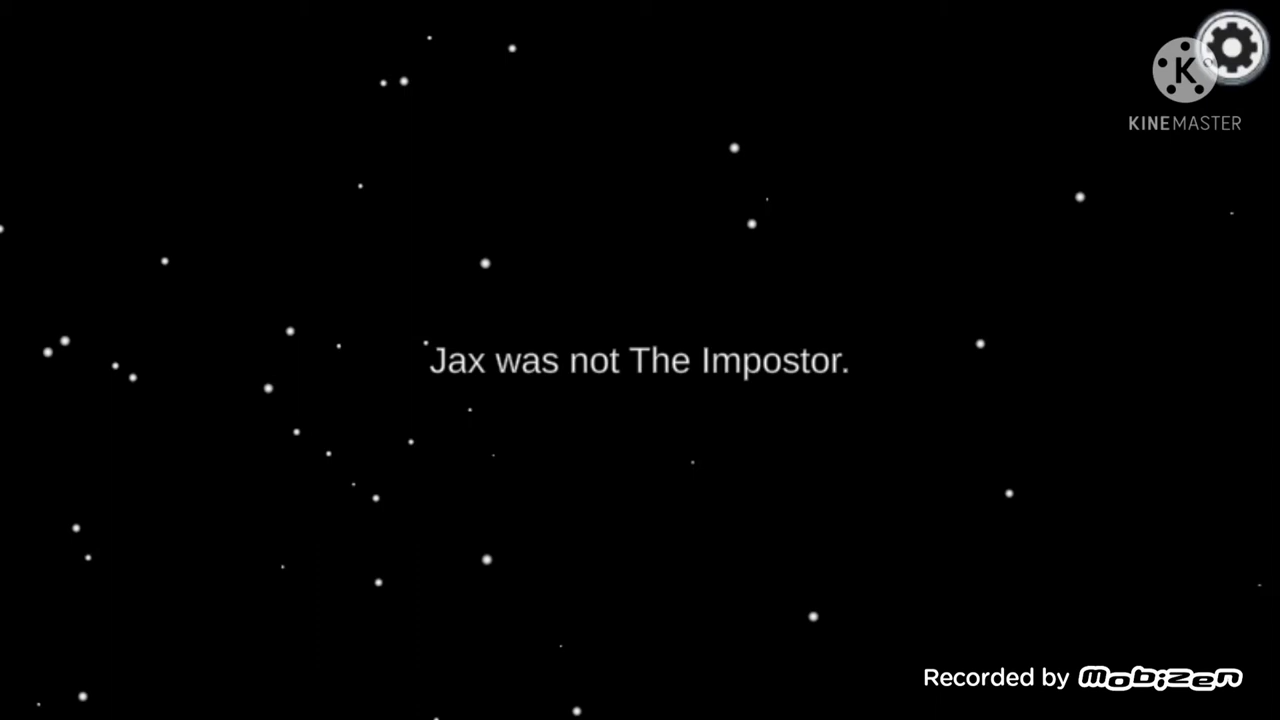 K
KINEMASTER
Jax was not The Impostor.
Recorded by mobizen